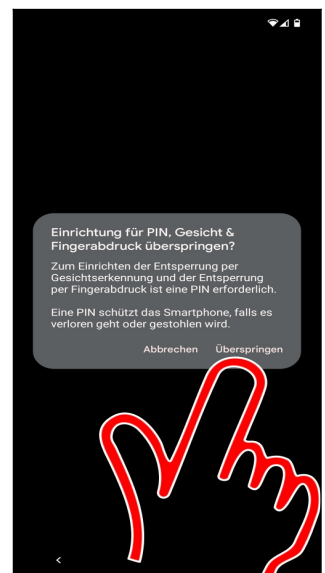 Einrichtung für PIN, Gesicht &
Fingerabdruck überspringen?
Zum Einrichten der Entsperrung per
Gesichtserkennung und der Entsperrung
per Fingerabdruck ist eine PIN erforderlich.
Eine PIN schützt das Smartphone, falls es
verloren geht oder gestohlen wird.
Abbrechen Überspringen